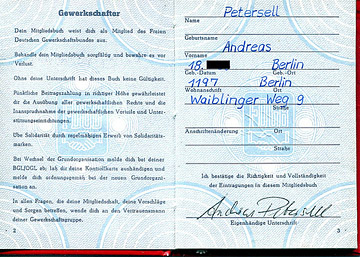 Gewerkschafter
Dein Mitgliedsbuch weist dich als Mitglied des Freien
Deutschen Gewerkschaftsbundes aus.
Behandle dein Mitgliedsbuch sorgfältig und bewahre es vor
Verlust.
Ohne deine Unterschrift hat dieses Buch keine Gültigkeit.
Pünktliche Beitragszahlung in richtiger Höhe gewährleistet
dir die Ausübung aller gewerkschaftlichen Rechte und die
Inanspruchnahme der gewerkschaftlichen Vorteile und Unter-
stützungseinrichtungen.
Übe Solidarität durch regelmäßigen Erwerb von Solidaritäts-
marken.
Bei Wechsel der Grundorganisation melde dich bei deiner
BGL/OGL ab; laß dir deine Kontrollkarte aushändigen und
melde dich ordnungsgemäß bei der neuen Grundorgani-
sation an.
In allen Fragen, die deine Mitgliedschaft, deine Vorschläge
und Sorgen betreffen, wende dich an den Vertrauensmann
deiner Gewerkschaftsgruppe.
2
Petersell
Name
Geburtsname
Andreas
Vorname
18. Berlin
Geb.-Datum Geb.-Ort
1197 Berlin
Wohnanschrift Ort
Waiblinger Weg 9
Straße
Anschriftenänderung Ort
Straße
Ich bestätige die Richtigkeit und Vollständigkeit
der Eintragungen in diesem Mitgliedsbuch
Andreas Petersell
Eigenhändige Unterschrift
3